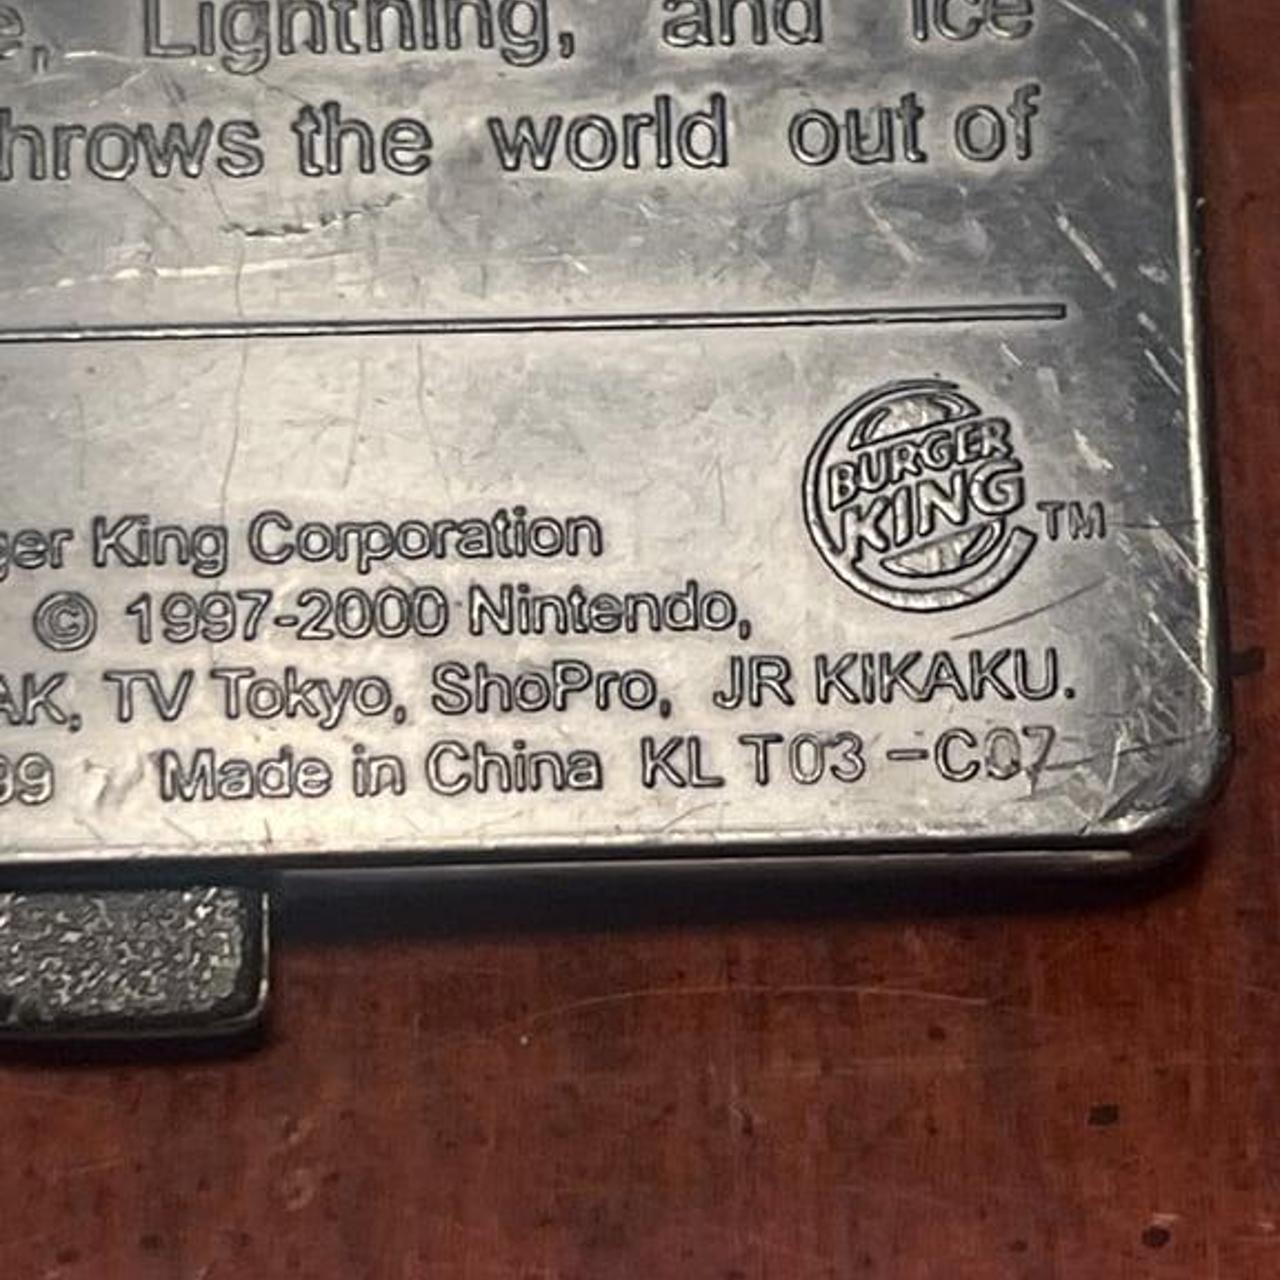 Lightning, and Ice
hrows the world out of
BURGER
KING TM
ger King Corporation
© 1997-2000 Nintendo,
AK, TV Tokyo, ShoPro, JR KIKAKU.
99 Made in China KL T03 -C07